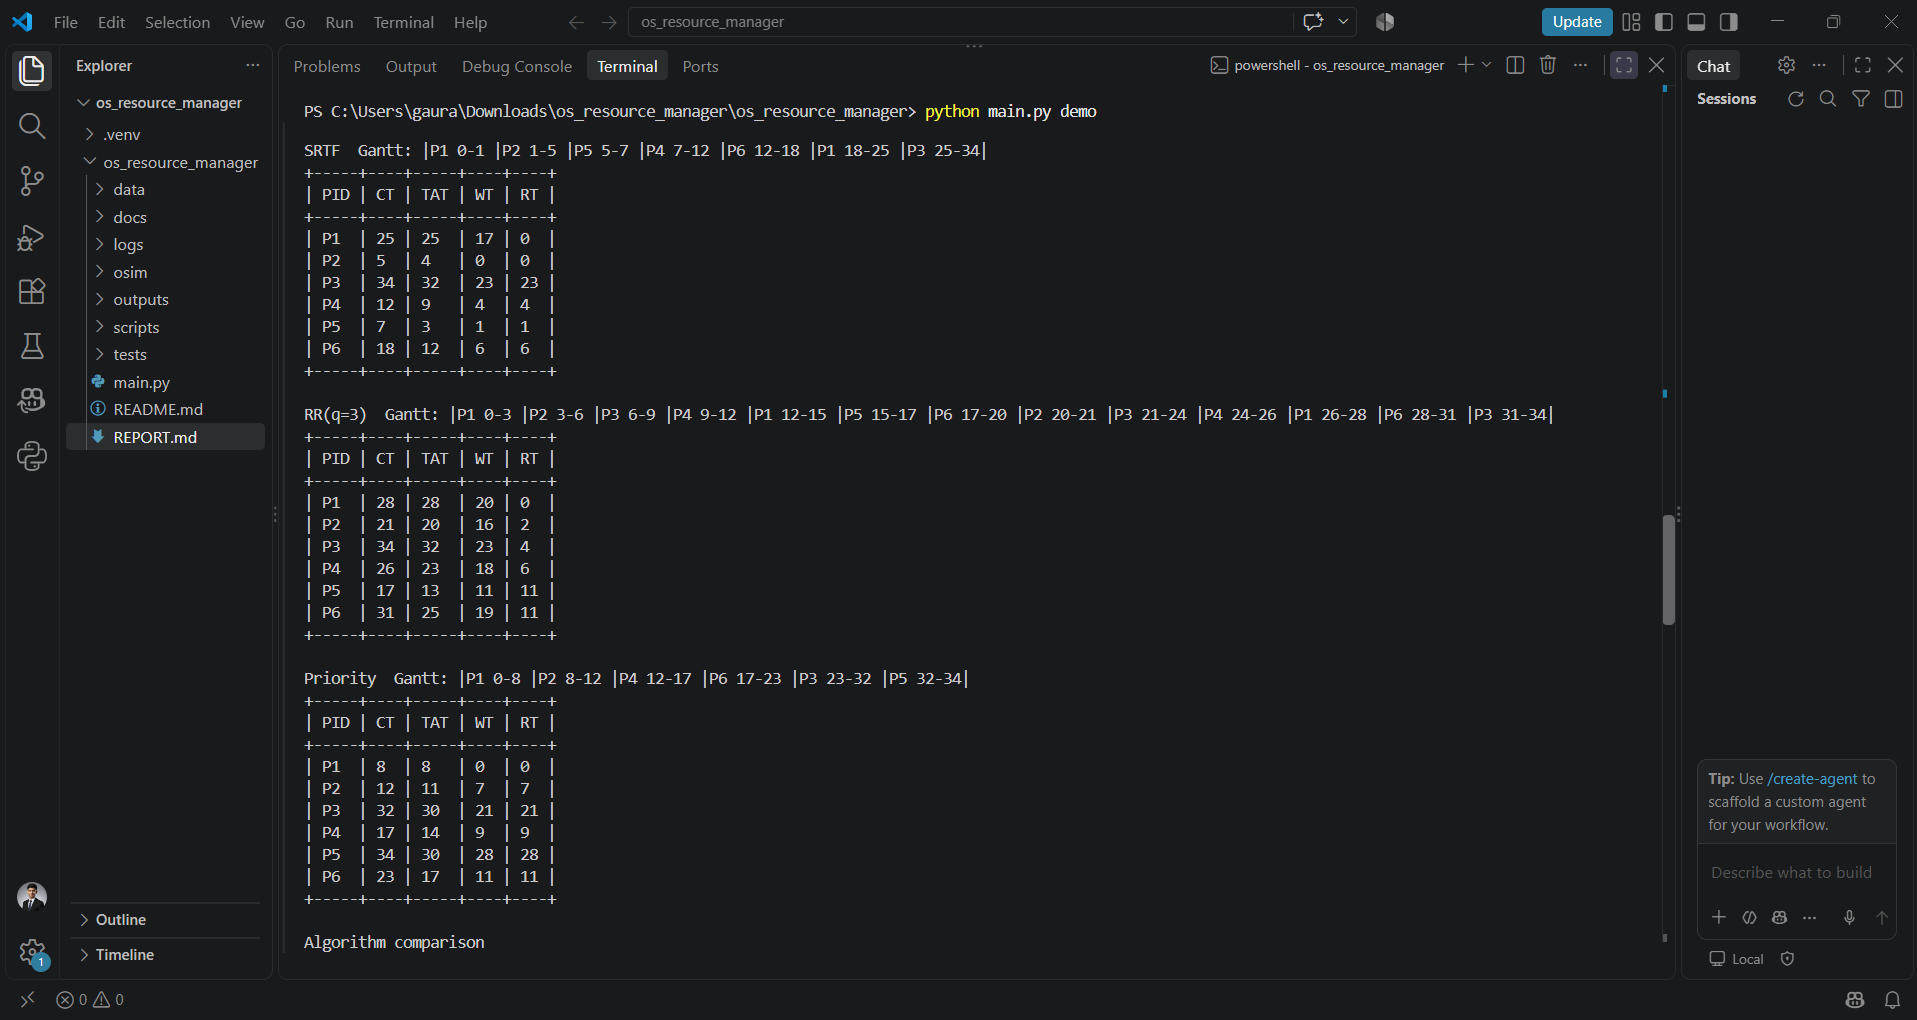 File Edit Selection View Go Run Terminal Help
os_resource_manager
Update
Explorer
os_resource_manager
.venv
os_resource_manager
data
docs
logs
osim
outputs
scripts
tests
main.py
README.md
REPORT.md
Outline
Timeline
1
Problems Output Debug Console Terminal Ports
powershell - os_resource_manager
PS C:\Users\gaura\Downloads\os_resource_manager\os_resource_manager> python main.py demo
SRTF  Gantt: |P1 0-1 |P2 1-5 |P5 5-7 |P4 7-12 |P6 12-18 |P1 18-25 |P3 25-34|
+-----+----+-----+----+----+
| PID | CT | TAT | WT | RT |
+-----+----+-----+----+----+
| P1  | 25 | 25  | 17 | 0  |
| P2  | 5  | 4   | 0  | 0  |
| P3  | 34 | 32  | 23 | 23 |
| P4  | 12 | 9   | 4  | 4  |
| P5  | 7  | 3   | 1  | 1  |
| P6  | 18 | 12  | 6  | 6  |
+-----+----+-----+----+----+
RR(q=3)  Gantt: |P1 0-3 |P2 3-6 |P3 6-9 |P4 9-12 |P1 12-15 |P5 15-17 |P6 17-20 |P2 20-21 |P3 21-24 |P4 24-26 |P1 26-28 |P6 28-31 |P3 31-34|
+-----+----+-----+----+----+
| PID | CT | TAT | WT | RT |
+-----+----+-----+----+----+
| P1  | 28 | 28  | 20 | 0  |
| P2  | 21 | 20  | 16 | 2  |
| P3  | 34 | 32  | 23 | 4  |
| P4  | 26 | 23  | 18 | 6  |
| P5  | 17 | 13  | 11 | 11 |
| P6  | 31 | 25  | 19 | 11 |
+-----+----+-----+----+----+
Priority  Gantt: |P1 0-8 |P2 8-12 |P4 12-17 |P6 17-23 |P3 23-32 |P5 32-34|
+-----+----+-----+----+----+
| PID | CT | TAT | WT | RT |
+-----+----+-----+----+----+
| P1  | 8  | 8   | 0  | 0  |
| P2  | 12 | 11  | 7  | 7  |
| P3  | 32 | 30  | 21 | 21 |
| P4  | 17 | 14  | 9  | 9  |
| P5  | 34 | 30  | 28 | 28 |
| P6  | 23 | 17  | 11 | 11 |
+-----+----+-----+----+----+
Algorithm comparison
Chat
Sessions
Tip: Use /create-agent to
scaffold a custom agent
for your workflow.
Describe what to build
Local
0 0